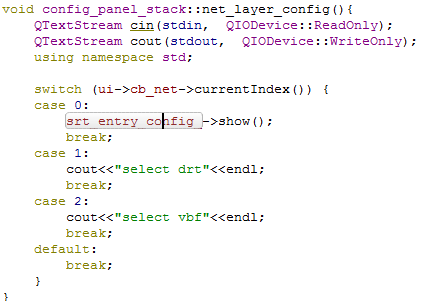 void config_panel_stack::net_layer_config(){
QTextStream cin(stdin, QIODevice::ReadOnly);
QTextStream cout(stdout, QIODevice::WriteOnly);
using namespace std;
switch (ui->cb_net->currentIndex()) {
case 0:
srt_entry_config_->show();
break;
case 1:
cout<<"select drt"<<endl;
break;
case 2:
cout<<"select vbf"<<endl;
break;
default:
break;
}
}